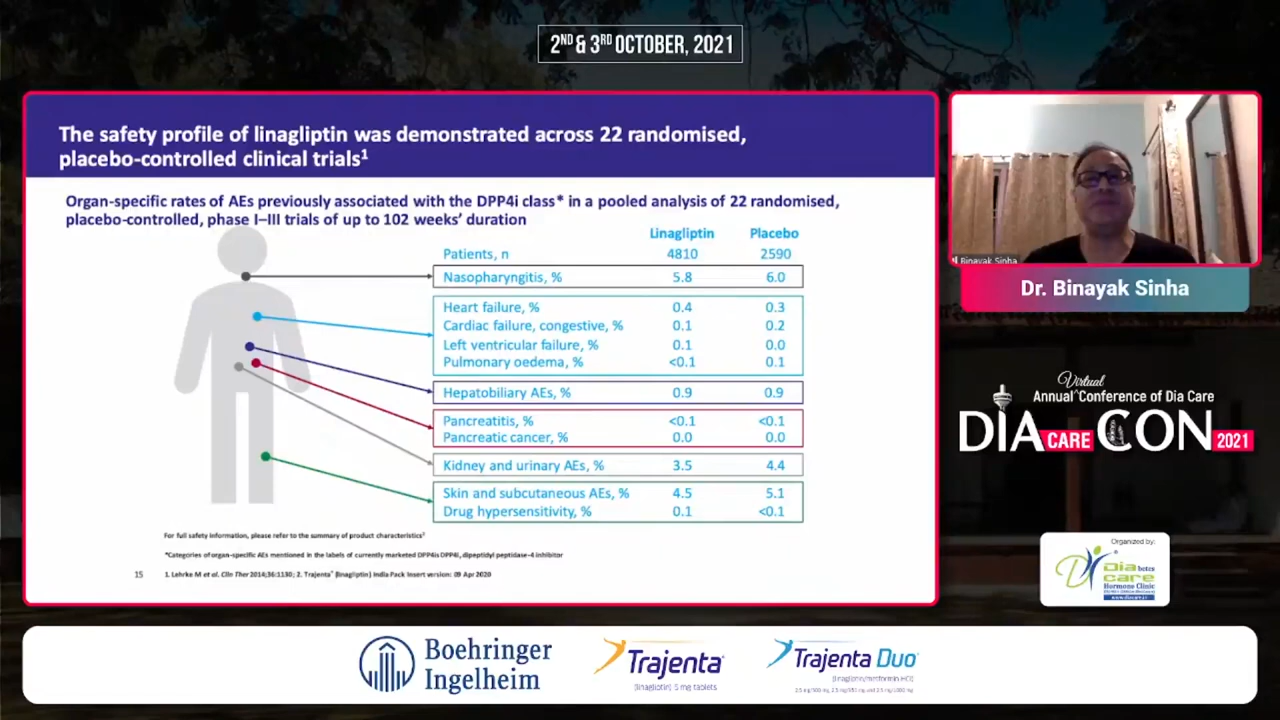 2ND & 3RD OCTOBER, 2021
The safety profile of linagliptin was demonstrated across 22 randomised,
placebo-controlled clinical trials1
Organ-specific rates of AEs previously associated with the DPP4i class* in a pooled analysis of 22 randomised,
placebo-controlled, phase I–III trials of up to 102 weeks' duration
Linagliptin Placebo
Patients, n 4810 2590
Nasopharyngitis, % 5.8 6.0
Heart failure, % 0.4 0.3
Cardiac failure, congestive, % 0.1 0.2
Left ventricular failure, % 0.1 0.0
Pulmonary oedema, % <0.1 0.1
Hepatobiliary AEs, % 0.9 0.9
Pancreatitis, % <0.1 <0.1
Pancreatic cancer, % 0.0 0.0
Kidney and urinary AEs, % 3.5 4.4
Skin and subcutaneous AEs, % 4.5 5.1
Drug hypersensitivity, % 0.1 <0.1
For full safety information, please refer to the summary of product characteristics2
*Categories of organ-specific AEs mentioned in the labels of currently marketed DPP4is DPP4i, dipeptidyl peptidase-4 inhibitor
15 1. Lehrke M et al. Clin Ther 2014;36:1130; 2. Trajenta® (linagliptin) India Pack Insert version: 09 Apr 2020
Binayak Sinha
Dr. Binayak Sinha
Virtual
Annual Conference of Dia Care
DIA CARE CON 2021
Organized by:
Diabetes
care
Hormone Clinic
Boehringer
Ingelheim
Trajenta®
(linagliptin) 5 mg tablets
Trajenta Duo®
(linagliptin/metformin HCl)